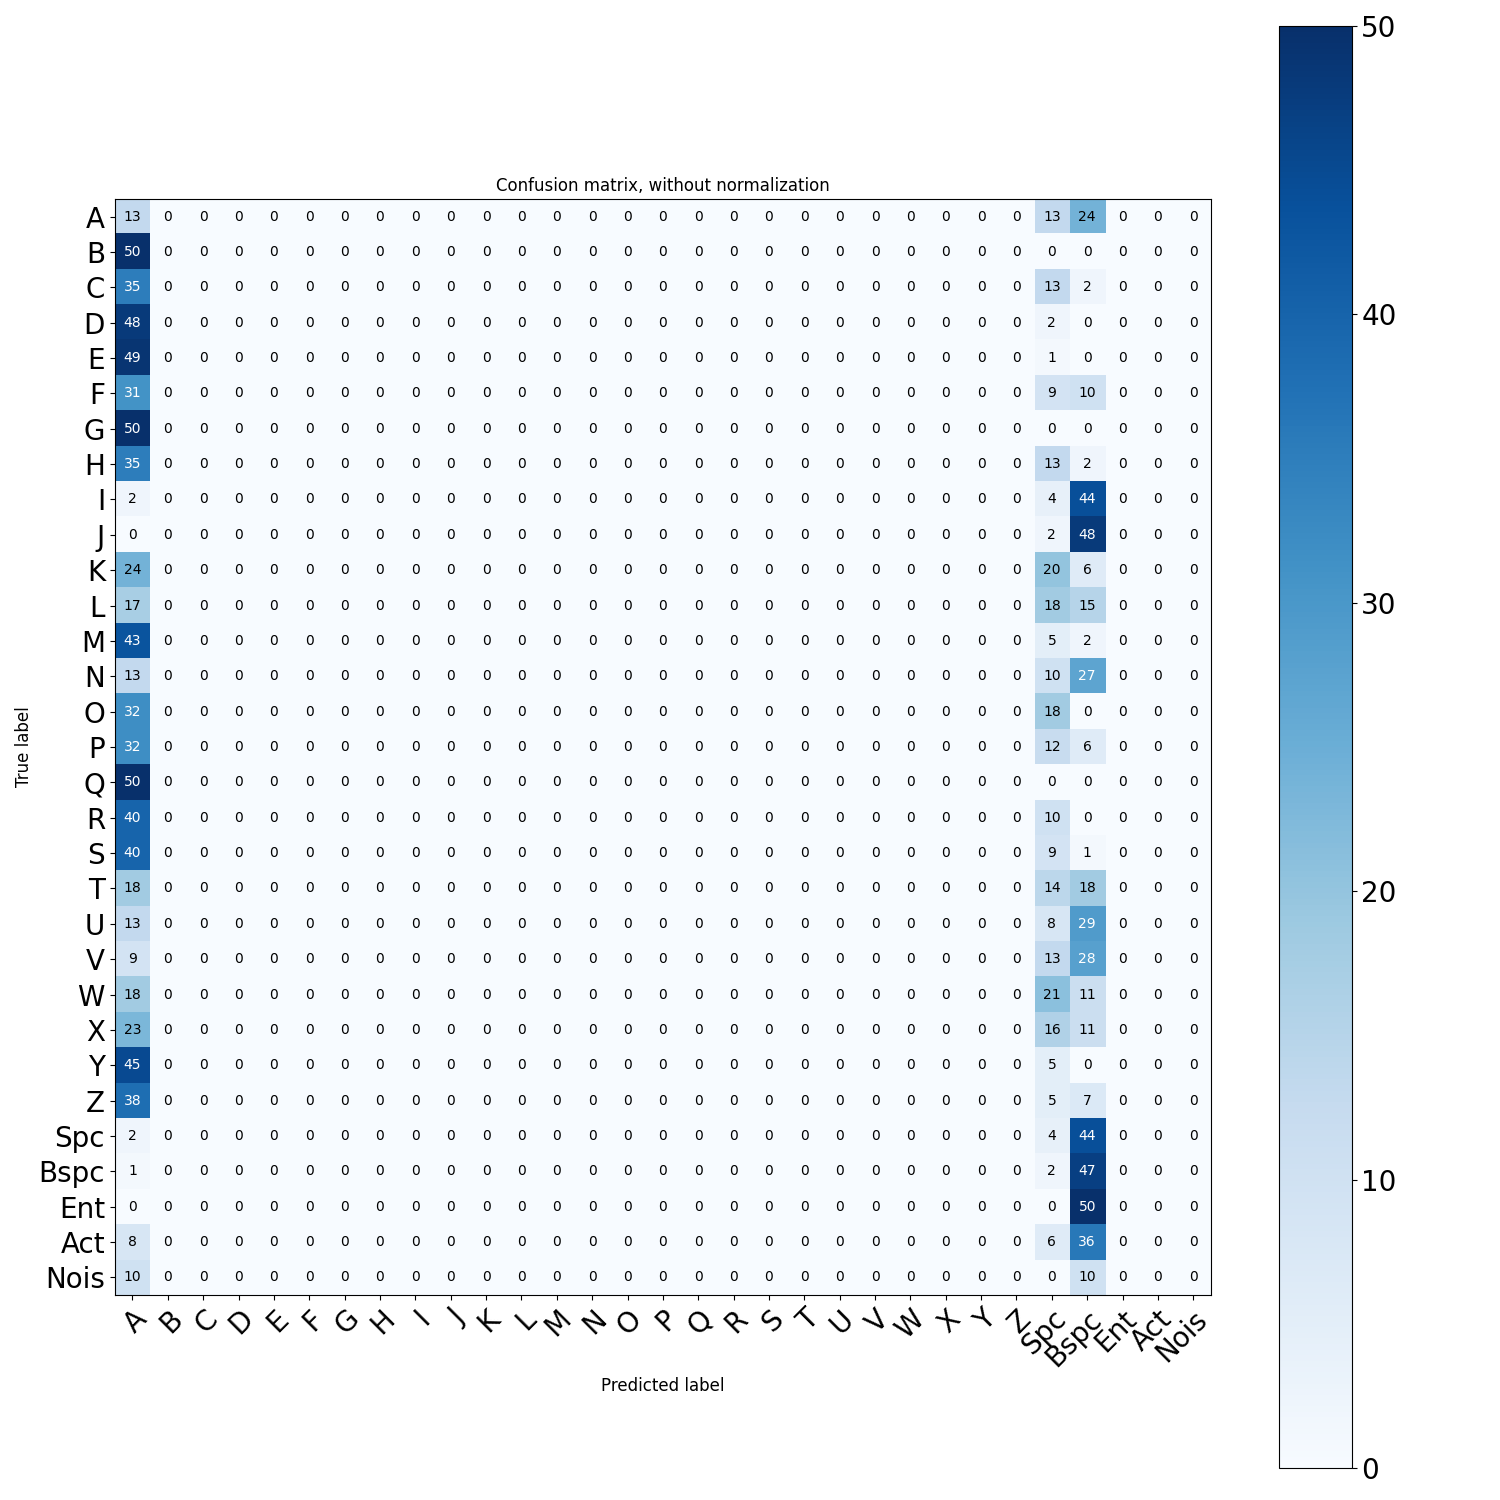 Confusion matrix, without normalization
A 13 0 0 0 0 0 0 0 0 0 0 0 0 0 0 0 0 0 0 0 0 0 0 0 0 0 13 24 0 0 0
B 50 0 0 0 0 0 0 0 0 0 0 0 0 0 0 0 0 0 0 0 0 0 0 0 0 0 0 0 0 0 0
C 35 0 0 0 0 0 0 0 0 0 0 0 0 0 0 0 0 0 0 0 0 0 0 0 0 0 13 2 0 0 0
D 48 0 0 0 0 0 0 0 0 0 0 0 0 0 0 0 0 0 0 0 0 0 0 0 0 0 2 0 0 0 0
E 49 0 0 0 0 0 0 0 0 0 0 0 0 0 0 0 0 0 0 0 0 0 0 0 0 0 1 0 0 0 0
F 31 0 0 0 0 0 0 0 0 0 0 0 0 0 0 0 0 0 0 0 0 0 0 0 0 0 9 10 0 0 0
G 50 0 0 0 0 0 0 0 0 0 0 0 0 0 0 0 0 0 0 0 0 0 0 0 0 0 0 0 0 0 0
H 35 0 0 0 0 0 0 0 0 0 0 0 0 0 0 0 0 0 0 0 0 0 0 0 0 0 13 2 0 0 0
I 2 0 0 0 0 0 0 0 0 0 0 0 0 0 0 0 0 0 0 0 0 0 0 0 0 0 4 44 0 0 0
J 0 0 0 0 0 0 0 0 0 0 0 0 0 0 0 0 0 0 0 0 0 0 0 0 0 0 2 48 0 0 0
K 24 0 0 0 0 0 0 0 0 0 0 0 0 0 0 0 0 0 0 0 0 0 0 0 0 0 20 6 0 0 0
L 17 0 0 0 0 0 0 0 0 0 0 0 0 0 0 0 0 0 0 0 0 0 0 0 0 0 18 15 0 0 0
M 43 0 0 0 0 0 0 0 0 0 0 0 0 0 0 0 0 0 0 0 0 0 0 0 0 0 5 2 0 0 0
N 13 0 0 0 0 0 0 0 0 0 0 0 0 0 0 0 0 0 0 0 0 0 0 0 0 0 10 27 0 0 0
O 32 0 0 0 0 0 0 0 0 0 0 0 0 0 0 0 0 0 0 0 0 0 0 0 0 0 18 0 0 0 0
P 32 0 0 0 0 0 0 0 0 0 0 0 0 0 0 0 0 0 0 0 0 0 0 0 0 0 12 6 0 0 0
Q 50 0 0 0 0 0 0 0 0 0 0 0 0 0 0 0 0 0 0 0 0 0 0 0 0 0 0 0 0 0 0
R 40 0 0 0 0 0 0 0 0 0 0 0 0 0 0 0 0 0 0 0 0 0 0 0 0 0 10 0 0 0 0
S 40 0 0 0 0 0 0 0 0 0 0 0 0 0 0 0 0 0 0 0 0 0 0 0 0 0 9 1 0 0 0
T 18 0 0 0 0 0 0 0 0 0 0 0 0 0 0 0 0 0 0 0 0 0 0 0 0 0 14 18 0 0 0
U 13 0 0 0 0 0 0 0 0 0 0 0 0 0 0 0 0 0 0 0 0 0 0 0 0 0 8 29 0 0 0
V 9 0 0 0 0 0 0 0 0 0 0 0 0 0 0 0 0 0 0 0 0 0 0 0 0 0 13 28 0 0 0
W 18 0 0 0 0 0 0 0 0 0 0 0 0 0 0 0 0 0 0 0 0 0 0 0 0 0 21 11 0 0 0
X 23 0 0 0 0 0 0 0 0 0 0 0 0 0 0 0 0 0 0 0 0 0 0 0 0 0 16 11 0 0 0
Y 45 0 0 0 0 0 0 0 0 0 0 0 0 0 0 0 0 0 0 0 0 0 0 0 0 0 5 0 0 0 0
Z 38 0 0 0 0 0 0 0 0 0 0 0 0 0 0 0 0 0 0 0 0 0 0 0 0 0 5 7 0 0 0
Spc 2 0 0 0 0 0 0 0 0 0 0 0 0 0 0 0 0 0 0 0 0 0 0 0 0 0 4 44 0 0 0
Bspc 1 0 0 0 0 0 0 0 0 0 0 0 0 0 0 0 0 0 0 0 0 0 0 0 0 0 2 47 0 0 0
Ent 0 0 0 0 0 0 0 0 0 0 0 0 0 0 0 0 0 0 0 0 0 0 0 0 0 0 0 50 0 0 0
Act 8 0 0 0 0 0 0 0 0 0 0 0 0 0 0 0 0 0 0 0 0 0 0 0 0 0 6 36 0 0 0
Nois 10 0 0 0 0 0 0 0 0 0 0 0 0 0 0 0 0 0 0 0 0 0 0 0 0 0 0 10 0 0 0
A B C D E F G H I J K L M N O P Q R S T U V W X Y Z Spc Bspc Ent Act Nois
Predicted label
True label
50
40
30
20
10
0